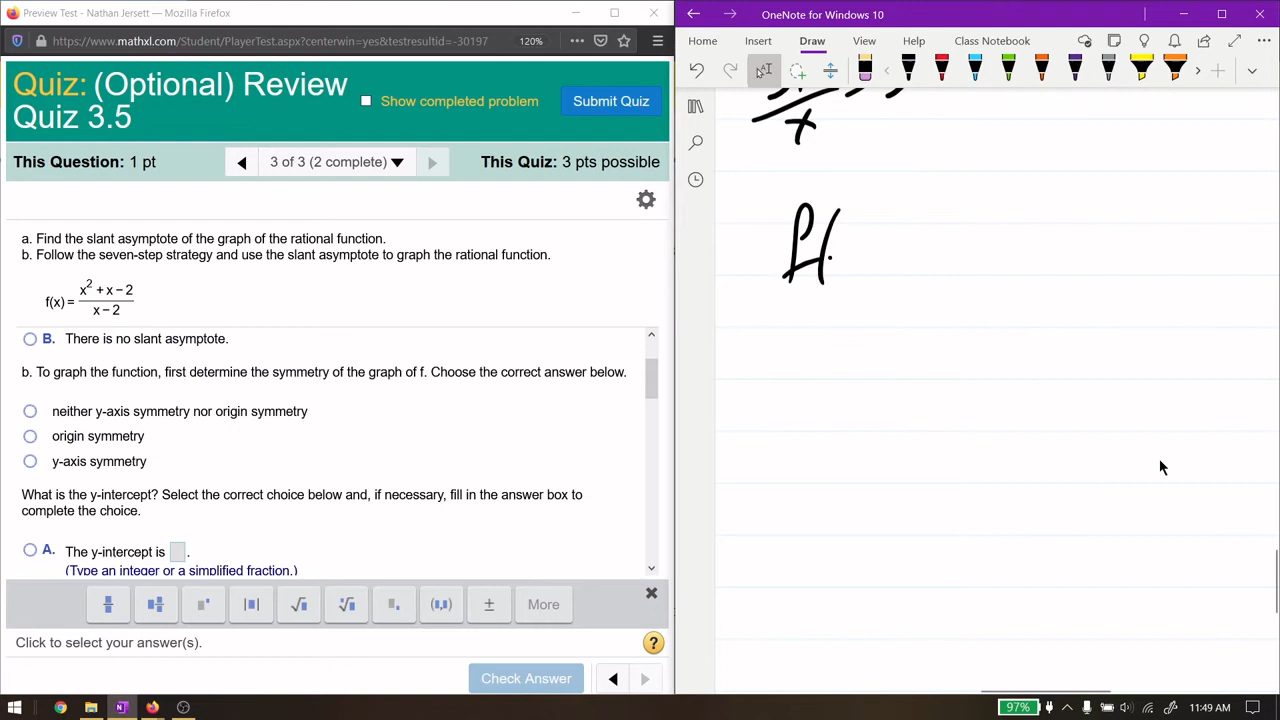 Preview Test - Nathan Jersett — Mozilla Firefox
https://www.mathxl.com/Student/PlayerTest.aspx?centerwin=yes&testresultid=-30197
120%
Quiz: (Optional) Review
Quiz 3.5
Show completed problem
Submit Quiz
This Question: 1 pt
3 of 3 (2 complete)
This Quiz: 3 pts possible
a. Find the slant asymptote of the graph of the rational function.
b. Follow the seven-step strategy and use the slant asymptote to graph the rational function.
x² + x − 2
f(x) =
x − 2
B. There is no slant asymptote.
b. To graph the function, first determine the symmetry of the graph of f. Choose the correct answer below.
neither y-axis symmetry nor origin symmetry
origin symmetry
y-axis symmetry
What is the y-intercept? Select the correct choice below and, if necessary, fill in the answer box to
complete the choice.
A. The y-intercept is .
(Type an integer or a simplified fraction.)
More
Click to select your answer(s).
?
Check Answer
OneNote for Windows 10
Home Insert Draw View Help Class Notebook
x
f(
97%
11:49 AM